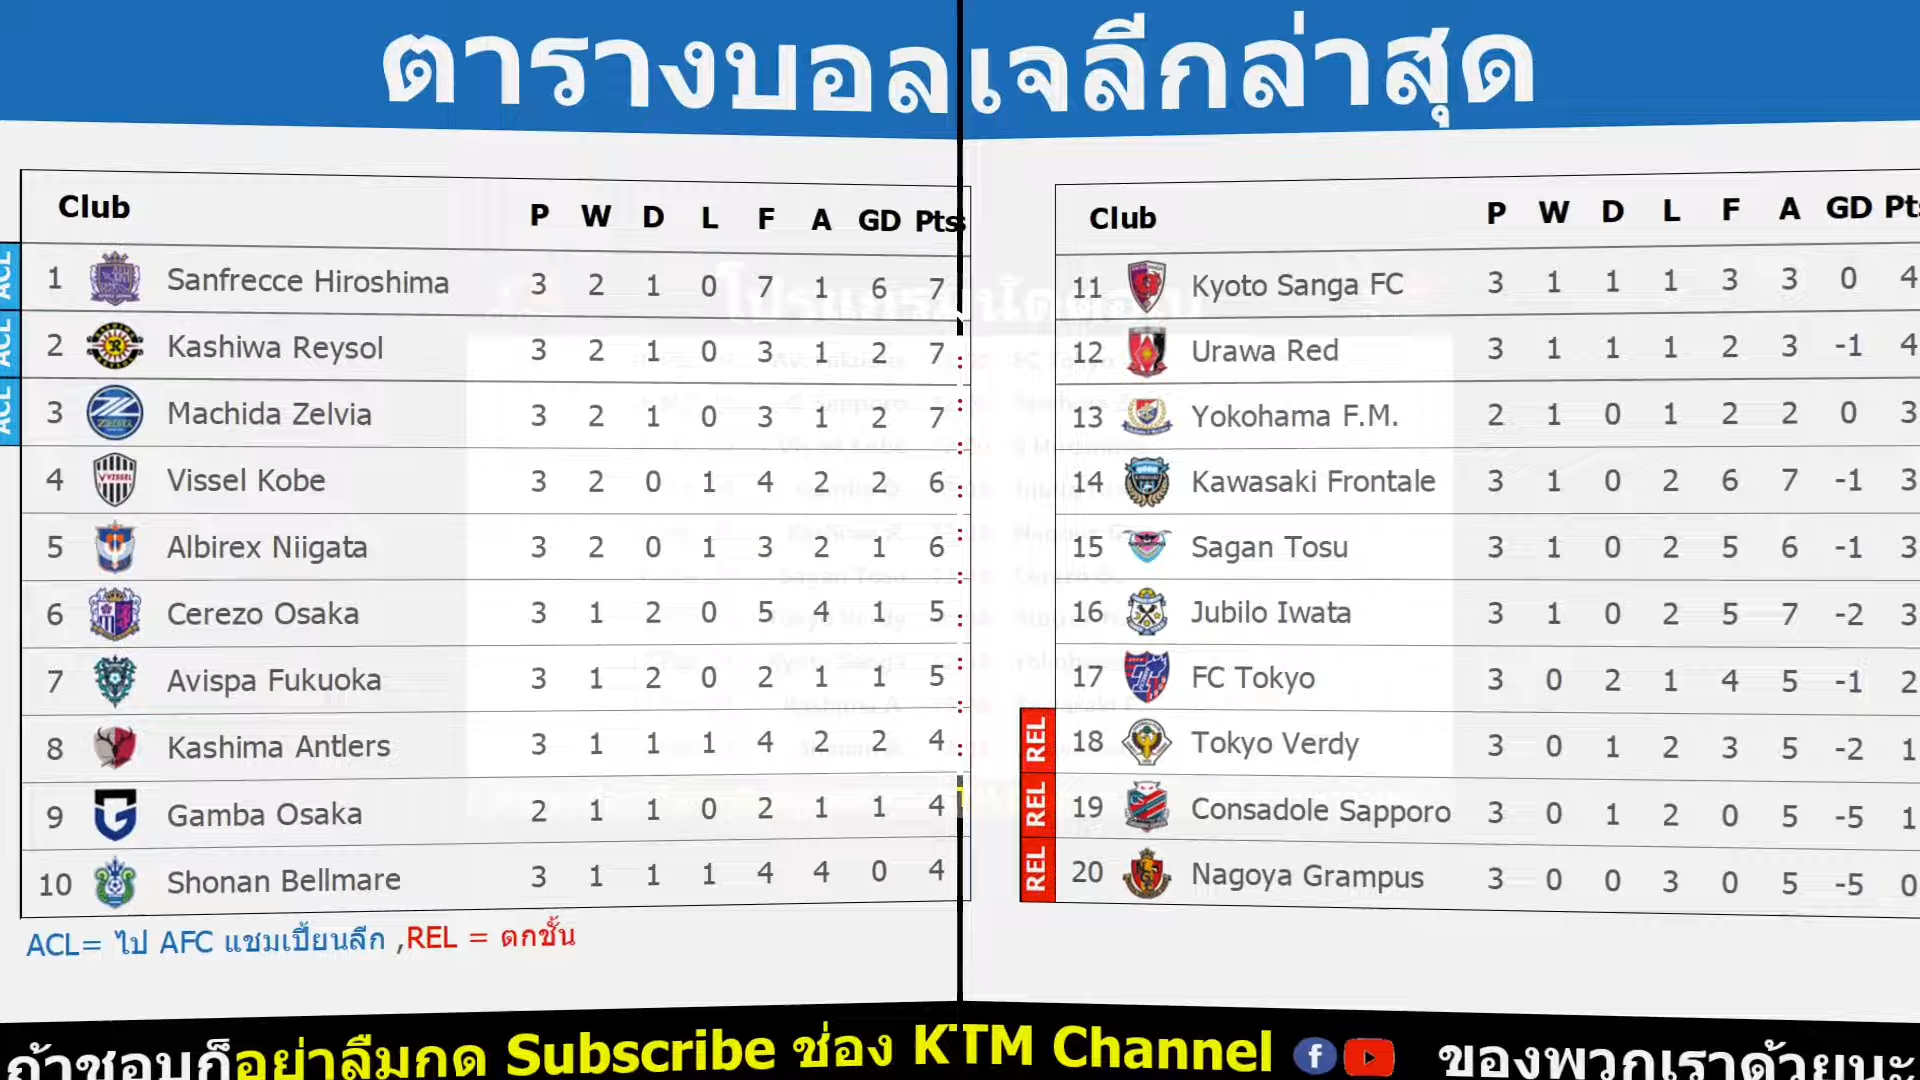 ตารางบอลเจลีกล่าสุด
Club P W D L F A GD Pts
ACL 1 Sanfrecce Hiroshima 3 2 1 0 7 1 6 7
ACL 2 Kashiwa Reysol 3 2 1 0 3 1 2 7
ACL 3 Machida Zelvia 3 2 1 0 3 1 2 7
4 Vissel Kobe 3 2 0 1 4 2 2 6
5 Albirex Niigata 3 2 0 1 3 2 1 6
6 Cerezo Osaka 3 1 2 0 5 4 1 5
7 Avispa Fukuoka 3 1 2 0 2 1 1 5
8 Kashima Antlers 3 1 1 1 4 2 2 4
9 Gamba Osaka 2 1 1 0 2 1 1 4
10 Shonan Bellmare 3 1 1 1 4 4 0 4
Club P W D L F A GD Pts
11 Kyoto Sanga FC 3 1 1 1 3 3 0 4
12 Urawa Red 3 1 1 1 2 3 -1 4
13 Yokohama F.M. 2 1 0 1 2 2 0 3
14 Kawasaki Frontale 3 1 0 2 6 7 -1 3
15 Sagan Tosu 3 1 0 2 5 6 -1 3
16 Jubilo Iwata 3 1 0 2 5 7 -2 3
17 FC Tokyo 3 0 2 1 4 5 -1 2
REL 18 Tokyo Verdy 3 0 1 2 3 5 -2 1
REL 19 Consadole Sapporo 3 0 1 2 0 5 -5 1
REL 20 Nagoya Grampus 3 0 0 3 0 5 -5 0
ACL= ไป AFC แชมเปี้ยนลีก ,REL = ตกชั้น
ถ้าชอบก็อย่าลืมกด Subscribe ช่อง KTM Channel ของพวกเราด้วยนะ